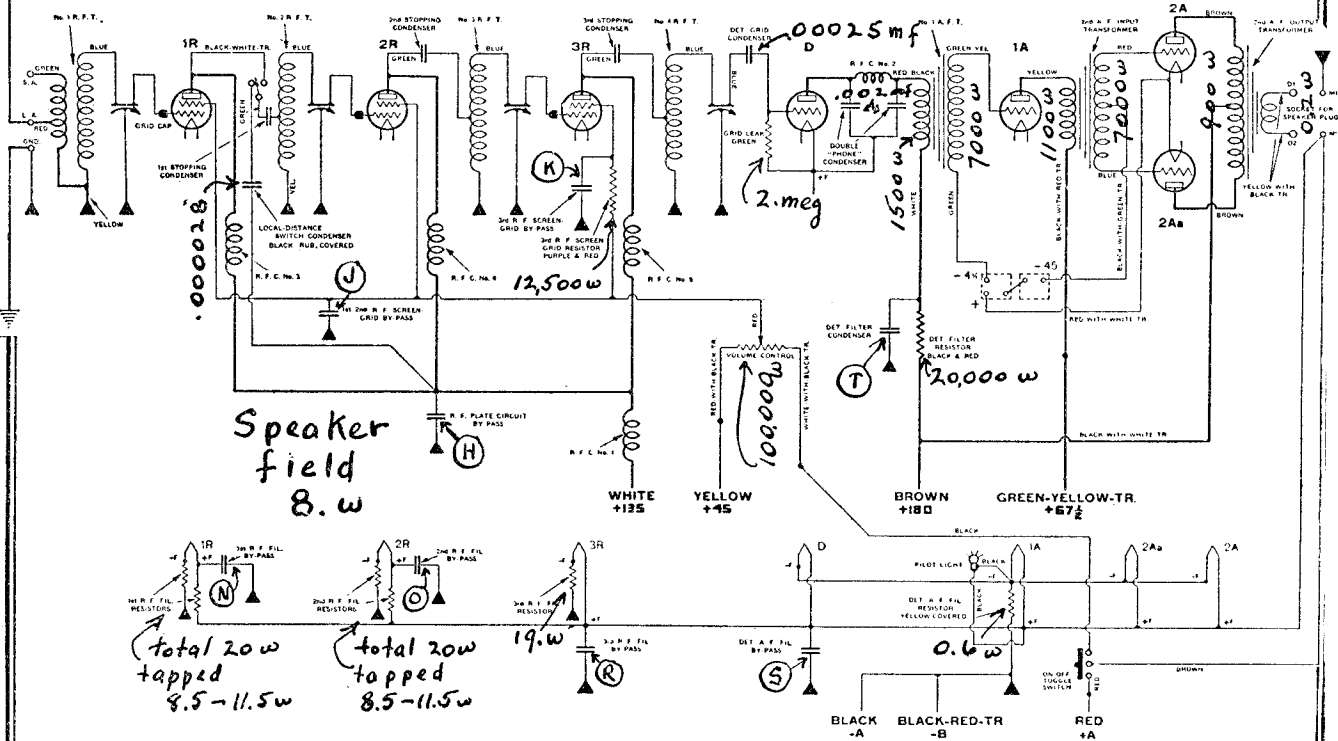 No. 1 R. F. T.
BLUE
GREEN
S. A.
L. A.
RED
GND.
YELLOW
GRID CAP
1R
BLACK-WHITE-TR.
GREEN
1st STOPPING
CONDENSER
.000028
LOCAL-DISTANCE
SWITCH CONDENSER
BLACK RUB. COVERED
R. F. C. No. 3
No. 2 R. F. T.
BLUE
YEL.
2R
2nd STOPPING
CONDENSER
GREEN
R. F. C. No. 4
J
1st 2nd R. F. SCREEN-
GRID BY-PASS
No. 3 R. F. T.
BLUE
3R
3rd STOPPING
CONDENSER
GREEN
K
3rd R. F. SCREEN-
GRID BY-PASS
3rd R. F. SCREEN
GRID RESISTOR
PURPLE & RED
12,500 ω
R. F. C. No. 5
No. 4 R. F. T.
BLUE
DET GRID
CONDENSER
.00025 mf
D
GRID LEAK
GREEN
2. meg
R. F. C. No. 2
RED BLACK
.002 mf
DOUBLE
"PHONE"
CONDENSER
+F
No. 1 A. F. T.
GREEN YEL
1500 ω
WHITE
7000 ω
GREEN
1A
YELLOW
1100 ω
BLACK WITH RED TR.
2nd A. F. INPUT
TRANSFORMER
RED
7000 ω
BLUE
BLACK WITH GREEN TR.
2A
BROWN
900 ω
2Aa
BROWN
2nd A. F. OUTPUT
TRANSFORMER
O1
SOCKET FOR
SPEAKER PLUG
O2
YELLOW WITH
BLACK TR.
- 4½
- 45
+
RED WITH WHITE TR.
DET FILTER
CONDENSER
T
DET FILTER
RESISTOR
BLACK & RED
20,000 ω
RED
VOLUME CONTROL
100,000 ω
RED WITH BLACK TR.
WHITE WITH BLACK TR.
BLACK WITH WHITE TR.
R. F. PLATE CIRCUIT
BY PASS
H
R. F. C. No. 1
Speaker
field
8. ω
WHITE
+135
YELLOW
+45
BROWN
+180
GREEN-YELLOW-TR.
+67½
BLACK
1R
-F
+F
1st R. F. FIL.
BY-PASS
N
1st R. F. FIL.
RESISTORS
total 20 ω
tapped
8.5-11.5 ω
2R
-F
+F
2nd R. F. FIL
BY-PASS
O
2nd R. F. FIL
RESISTORS
total 20 ω
tapped
8.5-11.5 ω
3R
-F
+F
3rd R. F. FIL
RESISTOR
19. ω
3rd R. F. FIL
BY PASS
R
D
-F
+F
DET A. F. FIL
BY-PASS
S
PILOT LIGHT
BLACK
BLACK
1A
-F
+F
DET A. F. FIL
RESISTOR
YELLOW COVERED
0.6 ω
2Aa
-F
+F
2A
-F
+F
ON OFF
TOGGLE
SWITCH
RED
BROWN
BLACK
-A
BLACK-RED-TR
-B
RED
+A